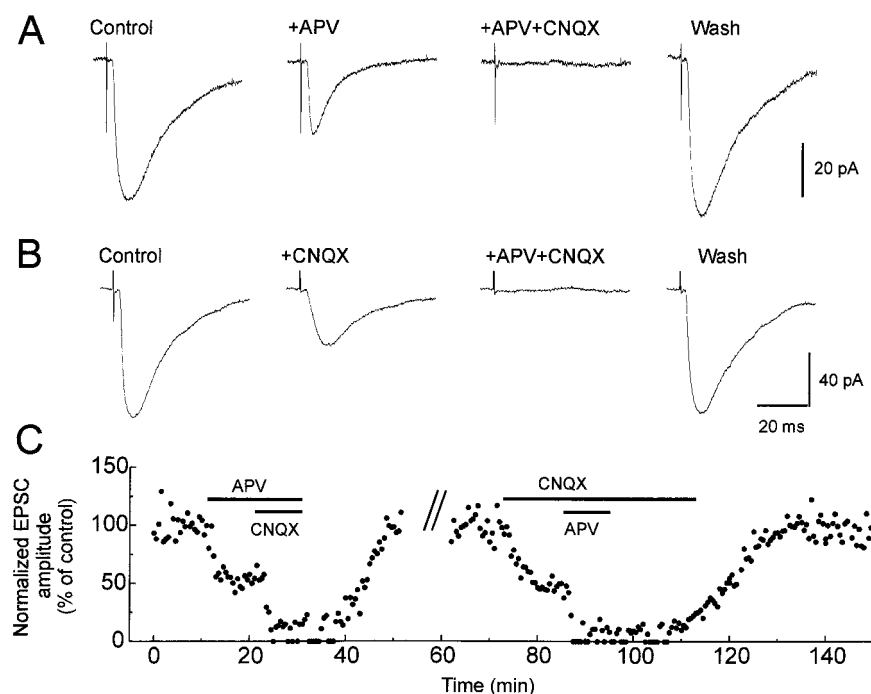 A
Control +APV +APV+CNQX Wash
20 pA
B
Control +CNQX +APV+CNQX Wash
40 pA
20 ms
C
Normalized EPSC
amplitude
(% of control)
150
100
50
0
APV
CNQX
CNQX
APV
0 20 40 60 80 100 120 140
Time (min)